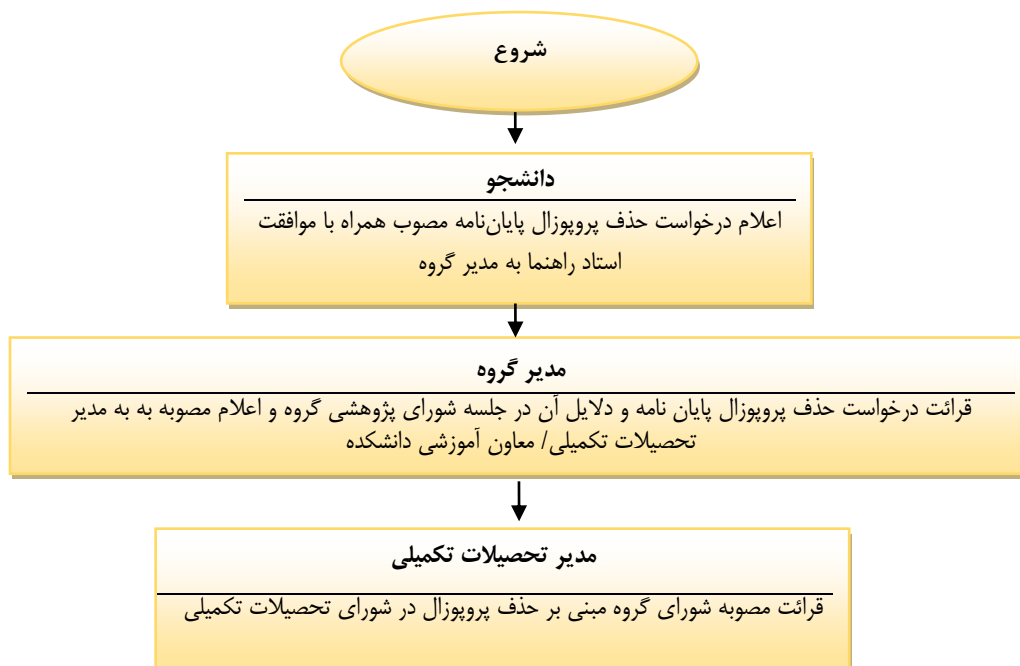 شروع
دانشجو
اعلام درخواست حذف پروپوزال پایان‌نامه مصوب همراه با موافقت
استاد راهنما به مدیر گروه
مدیر گروه
قرائت درخواست حذف پروپوزال پایان نامه و دلایل آن در جلسه شورای پژوهشی گروه و اعلام مصوبه به به مدیر
تحصیلات تکمیلی/ معاون آموزشی دانشکده
مدیر تحصیلات تکمیلی
قرائت مصوبه شورای گروه مبنی بر حذف پروپوزال در شورای تحصیلات تکمیلی